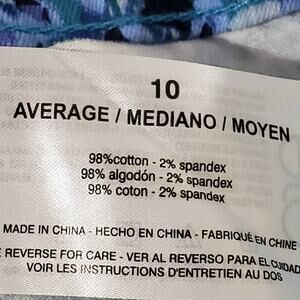 10
AVERAGE / MEDIANO / MOYEN
98%cotton - 2% spandex
98% algodón - 2% spandex
98% coton - 2% spandex
MADE IN CHINA - HECHO EN CHINA - FABRIQUÉ EN CHINE
REVERSE FOR CARE - VER AL REVERSO PARA EL CUIDADO
VOIR LES INSTRUCTIONS D'ENTRETIEN AU DOS